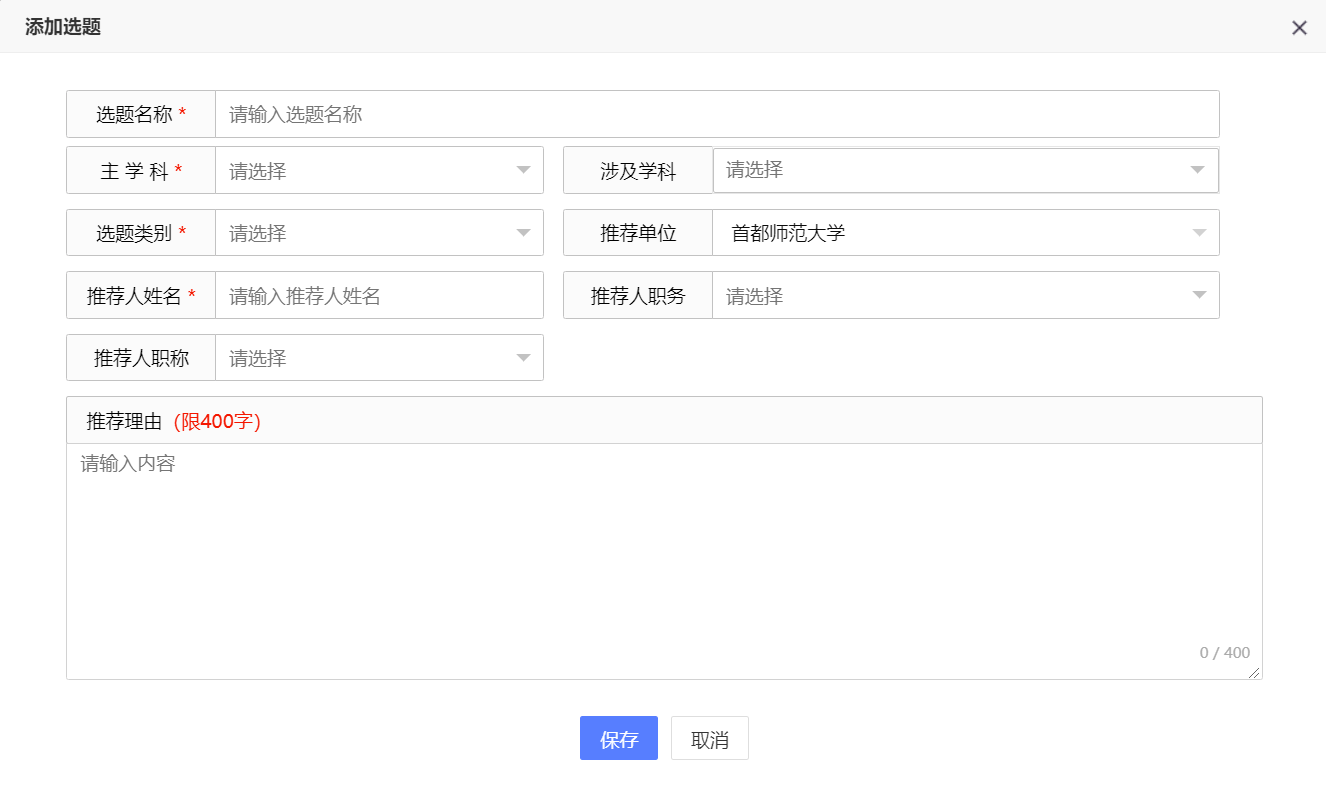 添加选题
选题名称 * 请输入选题名称
主 学 科 * 请选择 涉及学科 请选择
选题类别 * 请选择 推荐单位 首都师范大学
推荐人姓名 * 请输入推荐人姓名 推荐人职务 请选择
推荐人职称 请选择
推荐理由 (限400字)
请输入内容
0 / 400
保存 取消